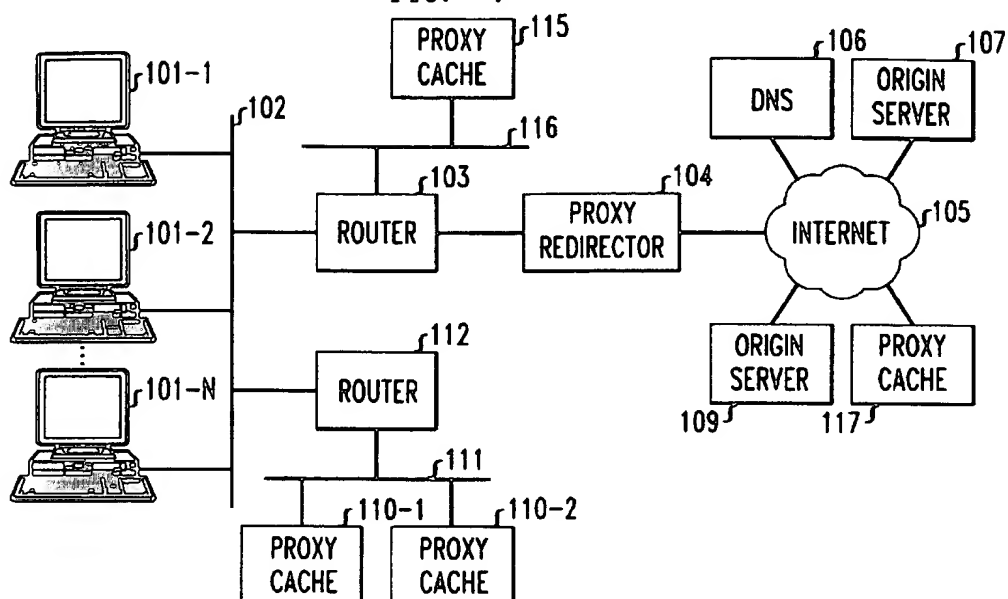 PROXY
CACHE
115
101-1
102
116
106
DNS
107
ORIGIN
SERVER
103
ROUTER
104
PROXY
REDIRECTOR
INTERNET
105
101-2
112
ROUTER
ORIGIN
SERVER
109
PROXY
CACHE
117
101-N
111
110-1
PROXY
CACHE
110-2
PROXY
CACHE